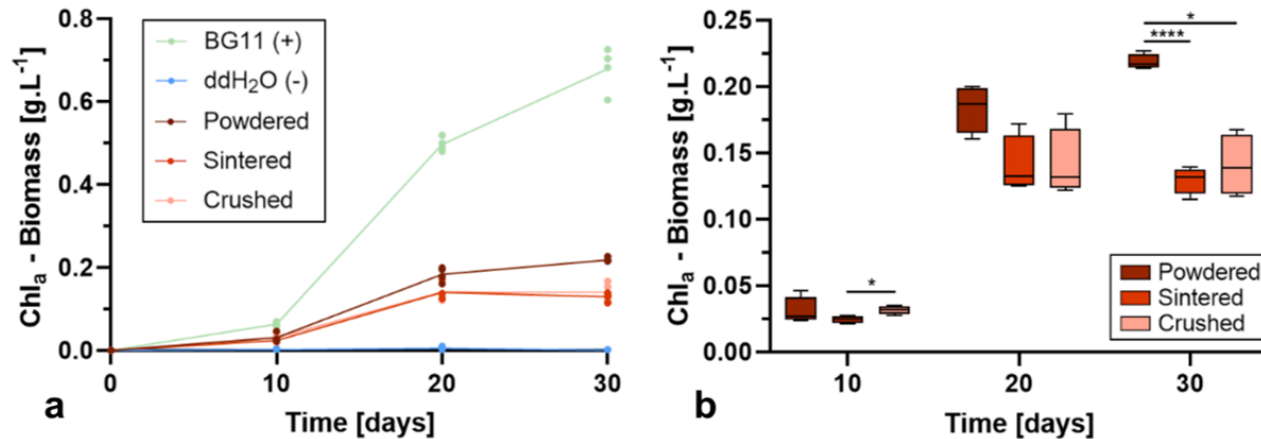 Chlₐ - Biomass [g.L⁻¹]
0.8
0.6
0.4
0.2
0.0
BG11 (+)
ddH₂O (-)
Powdered
Sintered
Crushed
0 10 20 30
Time [days]
a
Chlₐ - Biomass [g.L⁻¹]
0.25
0.20
0.15
0.10
0.05
0.00
*
*
****
Powdered
Sintered
Crushed
10 20 30
Time [days]
b